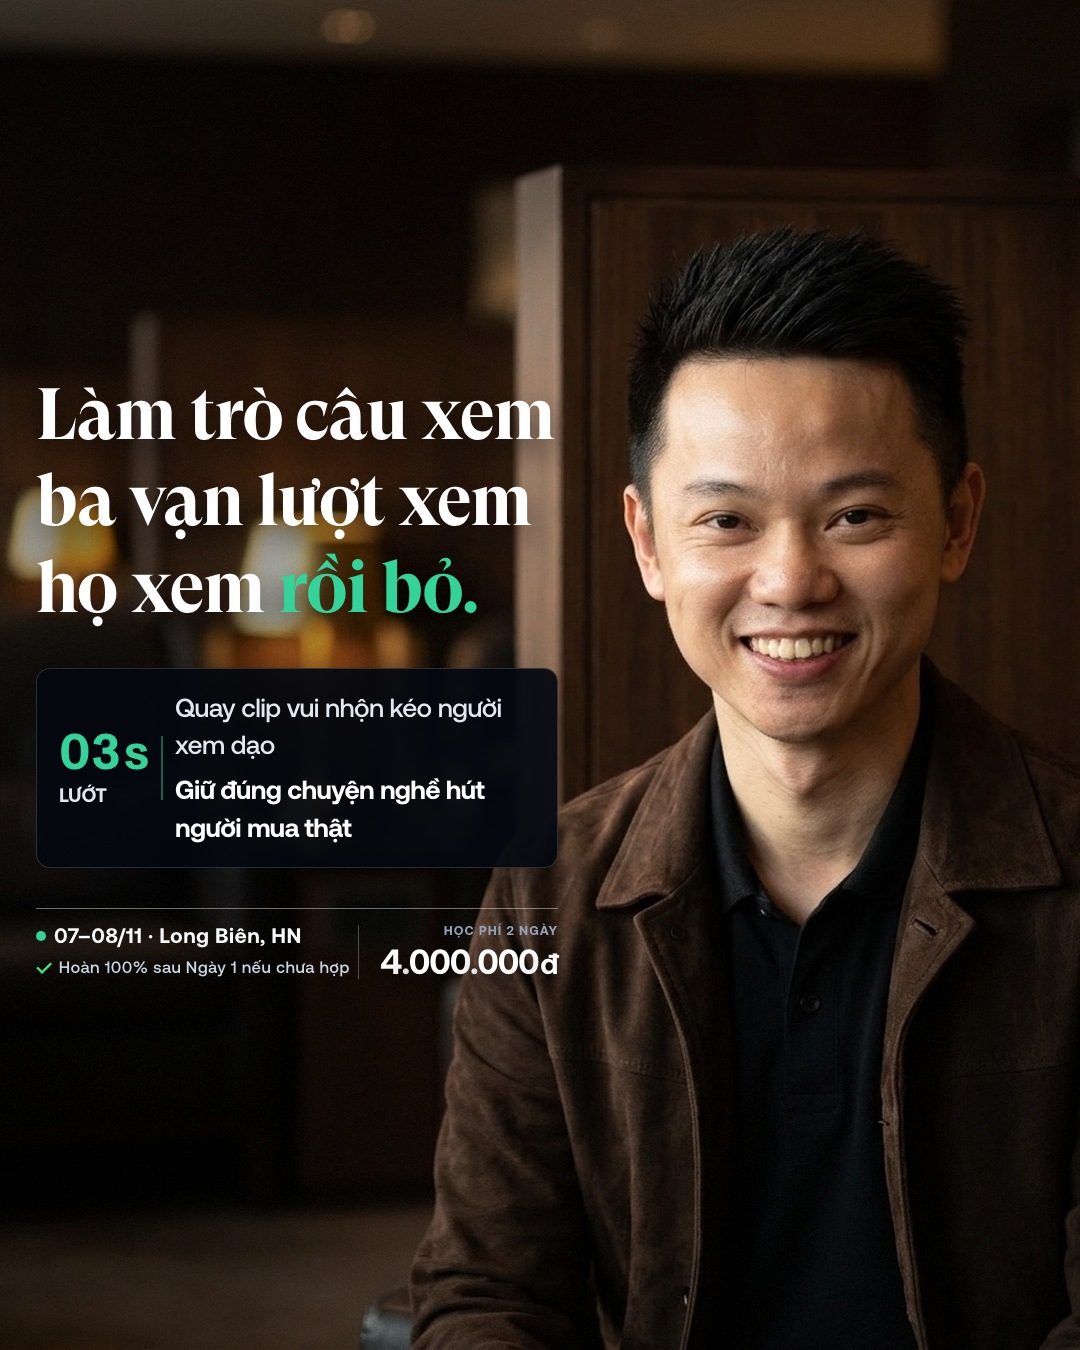 Làm trò câu xem
ba vạn lượt xem
họ xem rồi bỏ.
03s
LƯỚT
Quay clip vui nhộn kéo người
xem dạo
Giữ đúng chuyện nghề hút
người mua thật
07–08/11 · Long Biên, HN
Hoàn 100% sau Ngày 1 nếu chưa hợp
HỌC PHÍ 2 NGÀY
4.000.000đ